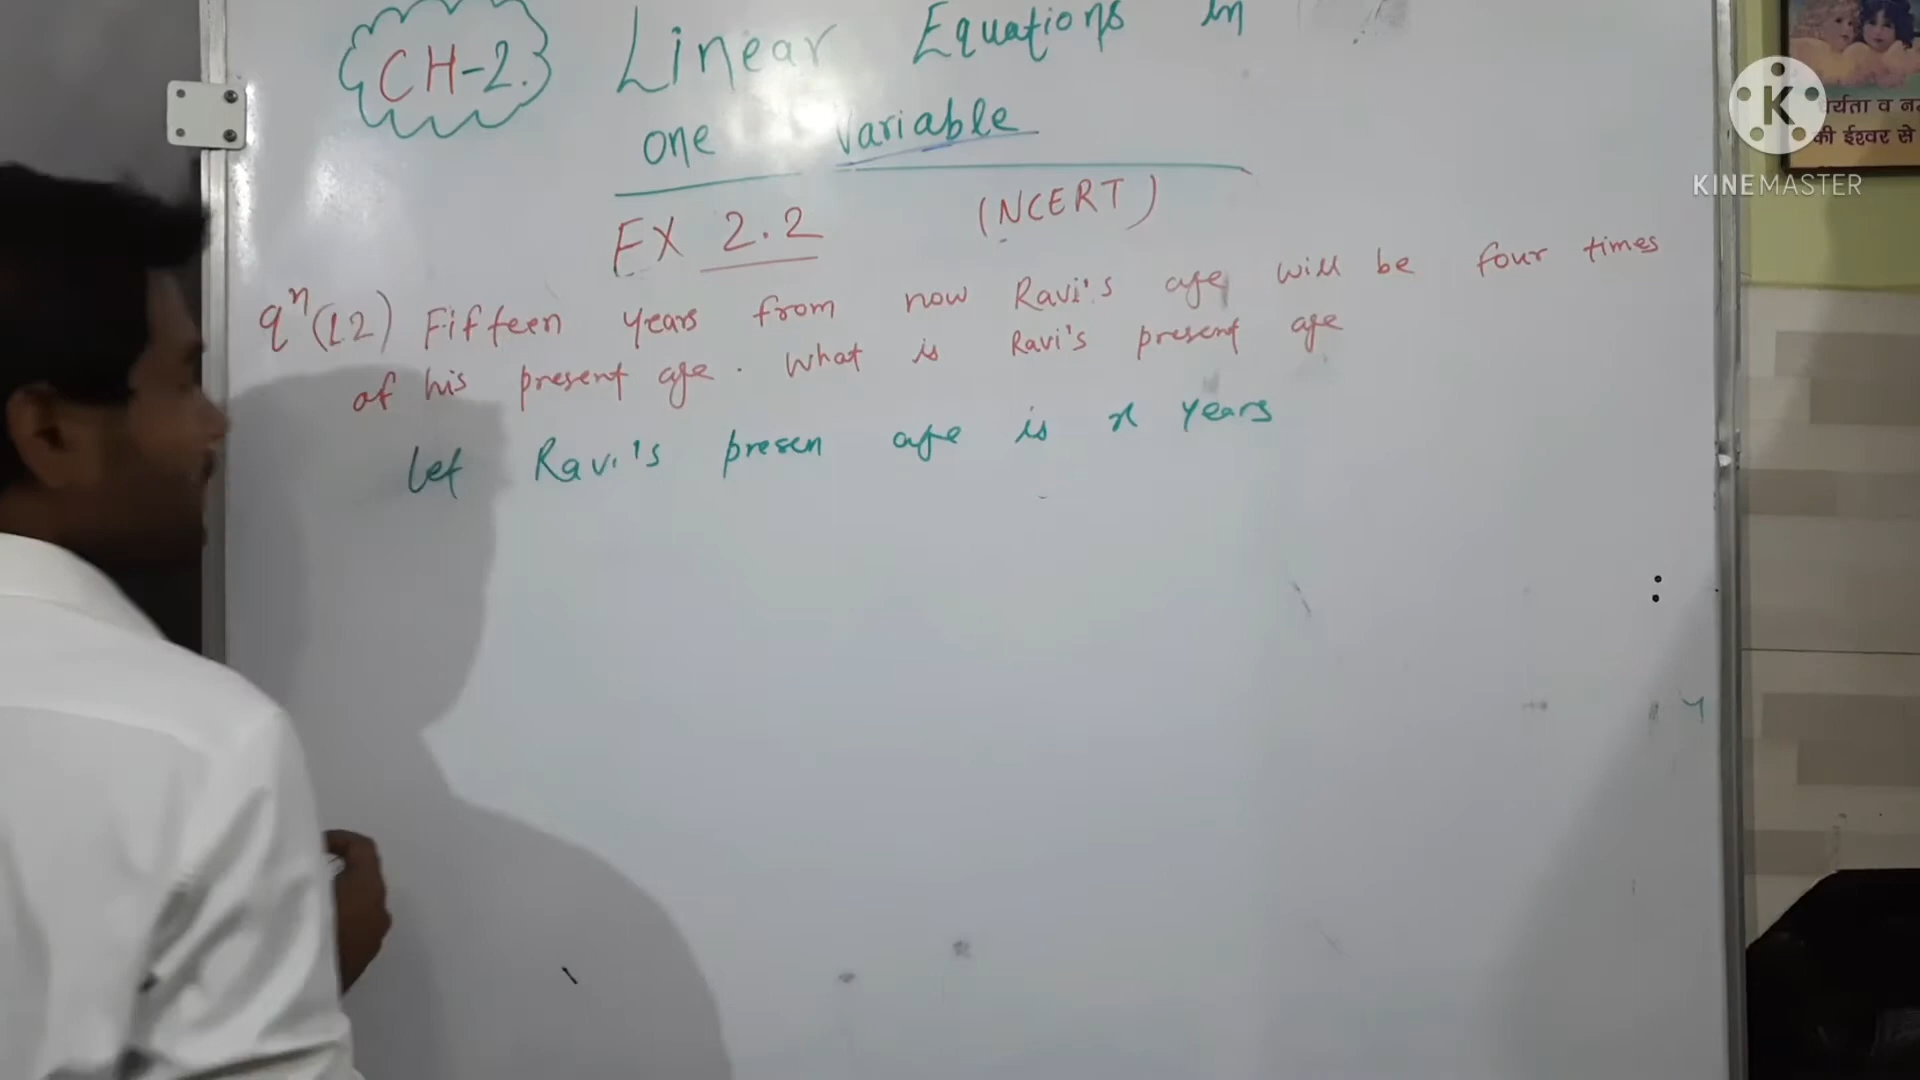 CH-2. Linear Equations in
one variable
EX 2.2 (NCERT)
qⁿ(12) Fifteen years from now Ravi's age will be four times
of his present age. What is Ravi's present age
Let Ravi's presen age is x years
K
KINEMASTER
की ईश्वर से